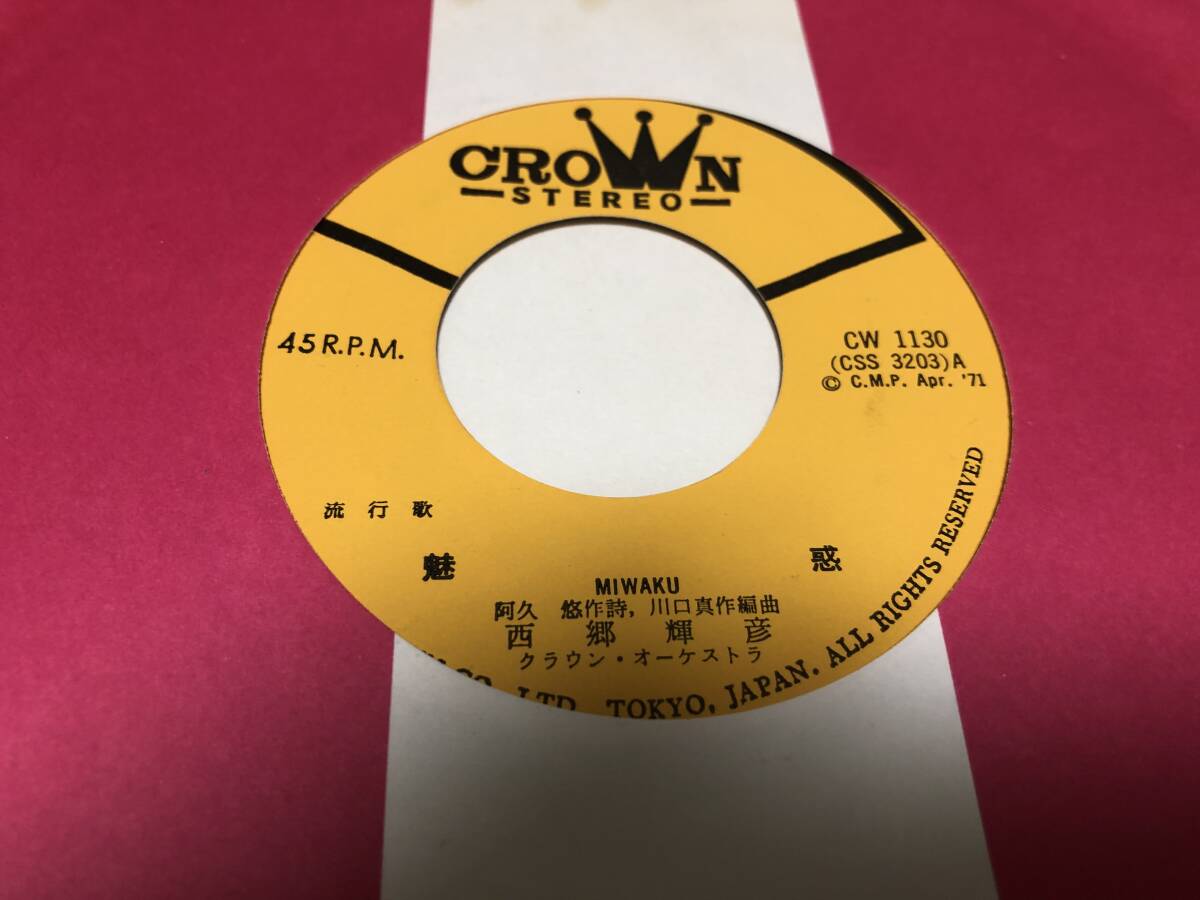 CROWN
STEREO
45 R.P.M.
CW 1130
(CSS 3203) A
© C.M.P. Apr. '71
流行歌
魅惑
MIWAKU
阿久 悠作詩, 川口真作編曲
西郷輝彦
クラウン・オーケストラ
CO., LTD. TOKYO, JAPAN. ALL RIGHTS RESERVED